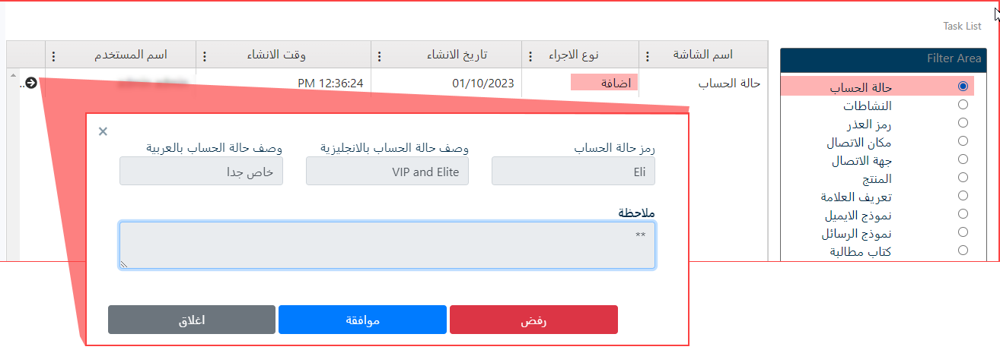 Task List
Filter Area
حالة الحساب
النشاطات
رمز العذر
مكان الاتصال
جهة الاتصال
المنتج
تعريف العلامة
نموذج الايميل
نموذج الرسائل
كتاب مطالبة
اسم الشاشة نوع الاجراء تاريخ الانشاء وقت الانشاء اسم المستخدم
حالة الحساب اضافة 01/10/2023 12:36:24 PM ..
×
رمز حالة الحساب وصف حالة الحساب بالانجليزية وصف حالة الحساب بالعربية
Eli VIP and Elite خاص جدا
ملاحظة
**
رفض موافقة اغلاق